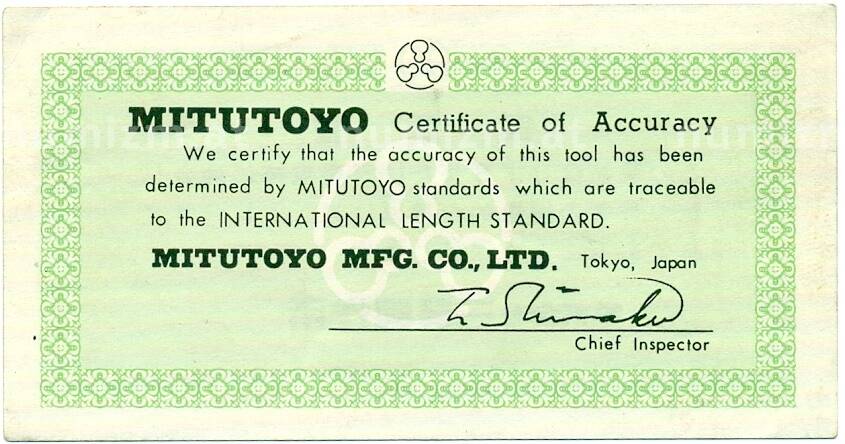 MITUTOYO Certificate of Accuracy
We certify that the accuracy of this tool has been
determined by MITUTOYO standards which are traceable
to the INTERNATIONAL LENGTH STANDARD.
MITUTOYO MFG. CO., LTD. Tokyo, Japan
Chief Inspector